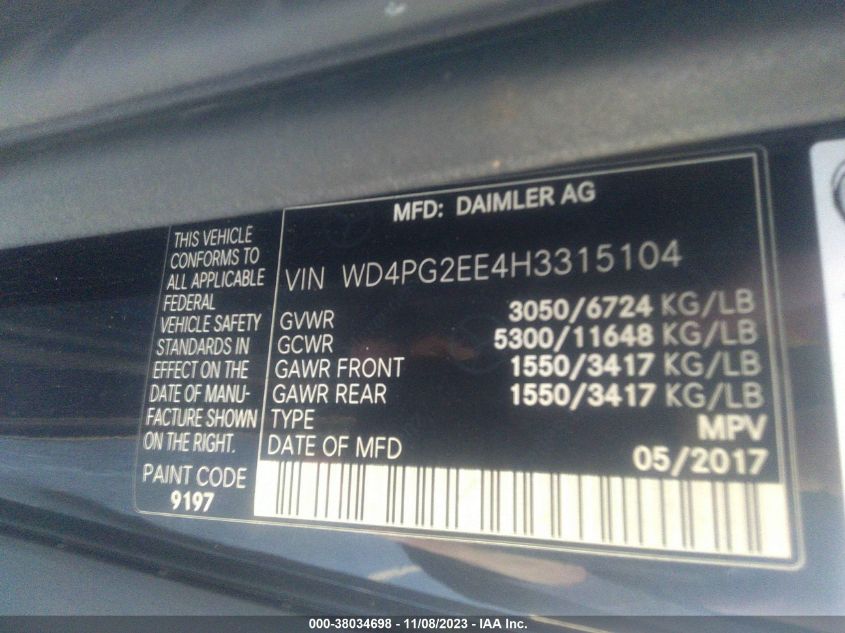 MFD: DAIMLER AG
THIS VEHICLE
CONFORMS TO
ALL APPLICABLE
FEDERAL
VEHICLE SAFETY
STANDARDS IN
EFFECT ON THE
DATE OF MANU-
FACTURE SHOWN
ON THE RIGHT.
PAINT CODE
9197
VIN WD4PG2EE4H3315104
GVWR 3050/6724 KG/LB
GCWR 5300/11648 KG/LB
GAWR FRONT 1550/3417 KG/LB
GAWR REAR 1550/3417 KG/LB
TYPE MPV
DATE OF MFD 05/2017
000-38034698 - 11/08/2023 - IAA Inc.